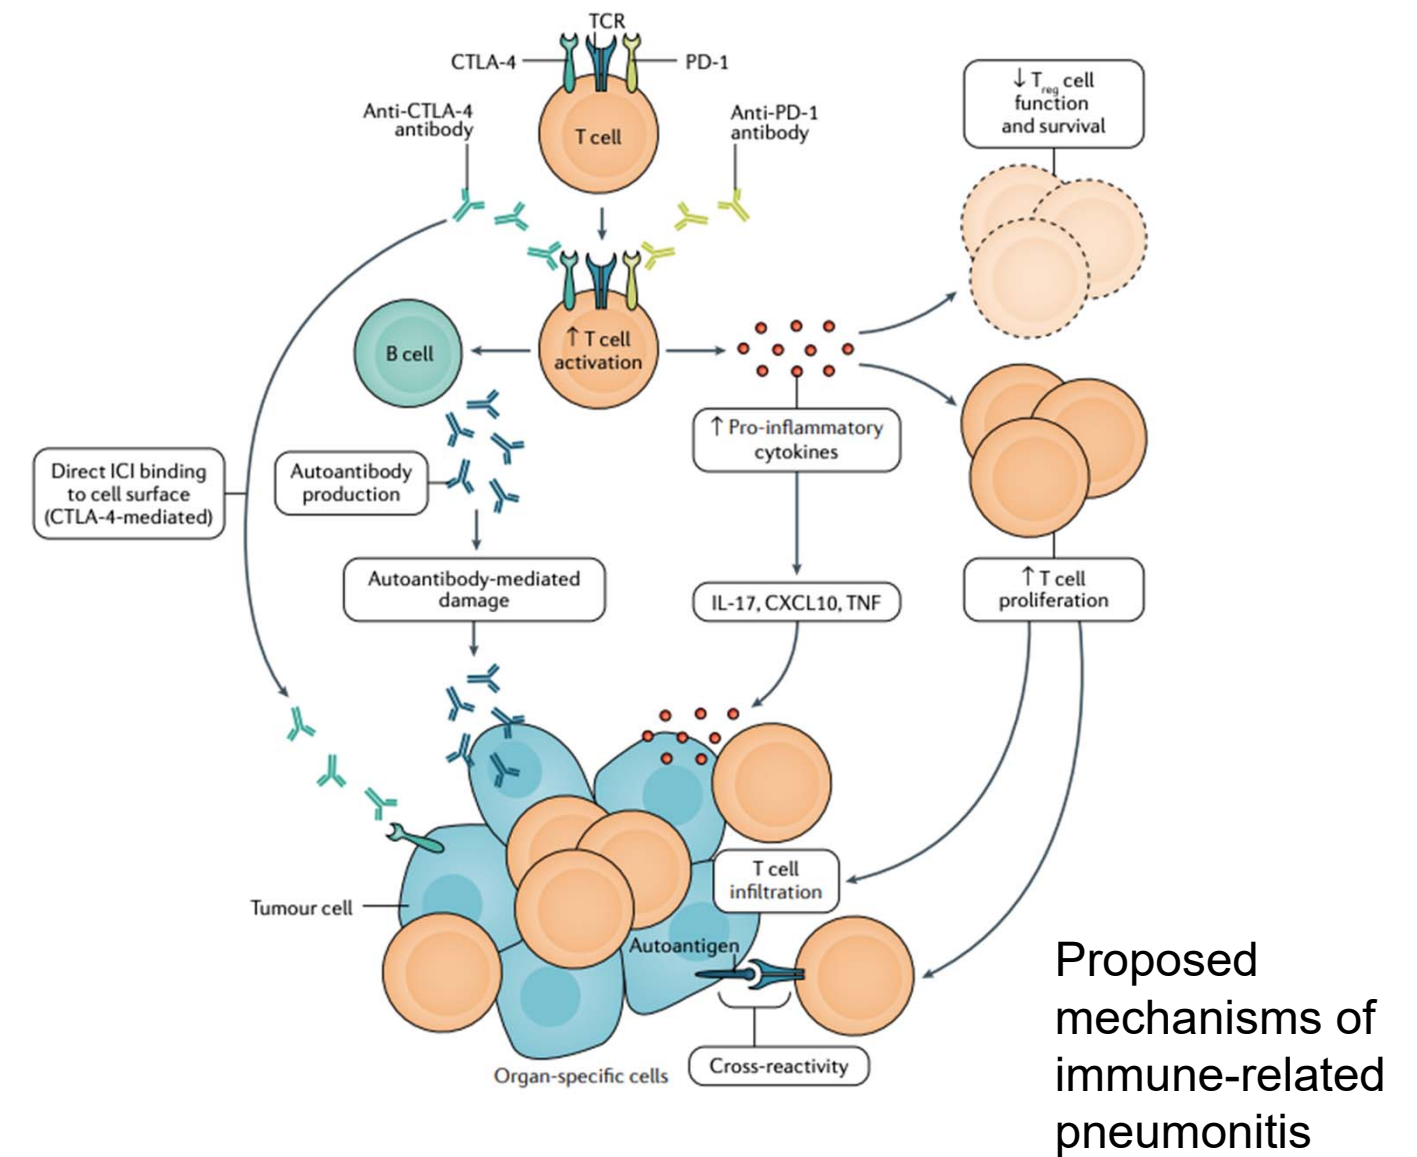 TCR
CTLA-4
PD-1
T cell
Anti-CTLA-4
antibody
Anti-PD-1
antibody
↓ Treg cell
function
and survival
B cell
↑ T cell
activation
↑ Pro-inflammatory
cytokines
Direct ICI binding
to cell surface
(CTLA-4-mediated)
Autoantibody
production
Autoantibody-mediated
damage
IL-17, CXCL10, TNF
↑ T cell
proliferation
T cell
infiltration
Tumour cell
Autoantigen
Cross-reactivity
Organ-specific cells
Proposed
mechanisms of
immune-related
pneumonitis